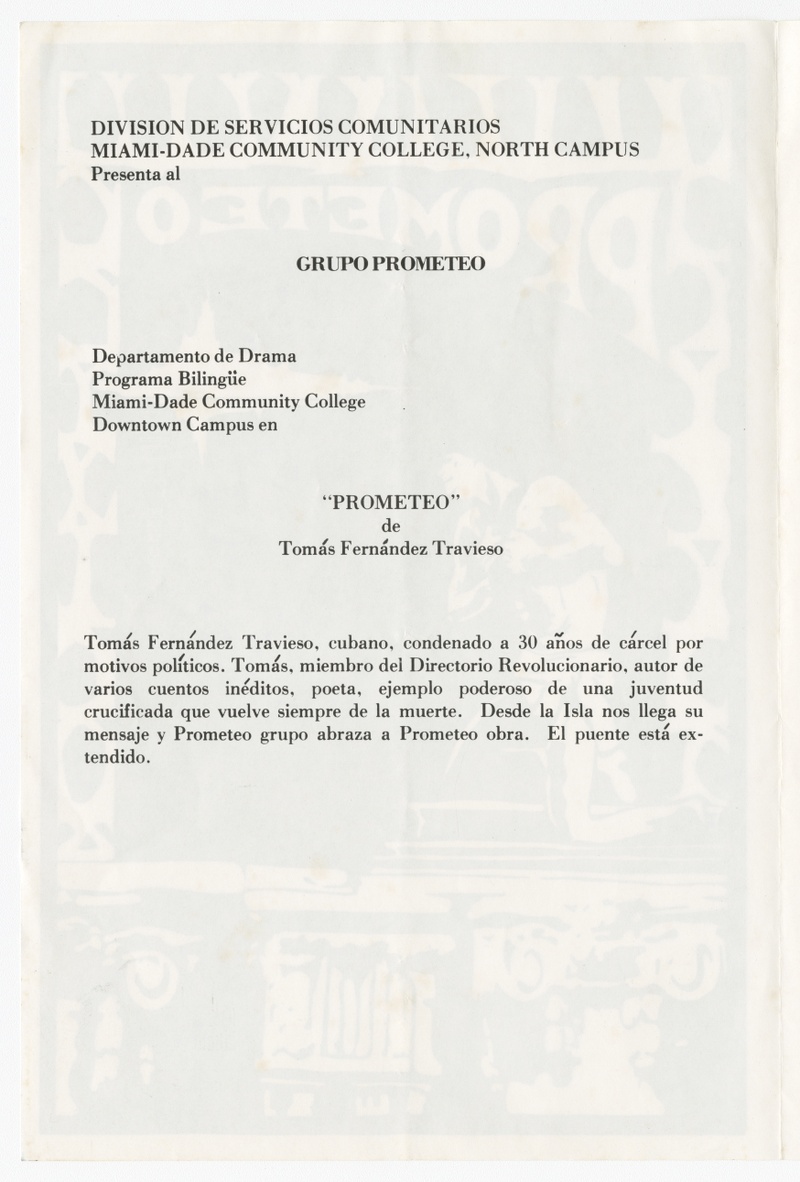 DIVISION DE SERVICIOS COMUNITARIOS
MIAMI-DADE COMMUNITY COLLEGE, NORTH CAMPUS
Presenta al
GRUPO PROMETEO
Departamento de Drama
Programa Bilingüe
Miami-Dade Community College
Downtown Campus en
“PROMETEO”
de
Tomás Fernández Travieso
Tomás Fernández Travieso, cubano, condenado a 30 años de cárcel por
motivos políticos. Tomás, miembro del Directorio Revolucionario, autor de
varios cuentos inéditos, poeta, ejemplo poderoso de una juventud
crucificada que vuelve siempre de la muerte. Desde la Isla nos llega su
mensaje y Prometeo grupo abraza a Prometeo obra. El puente está ex-
tendido.